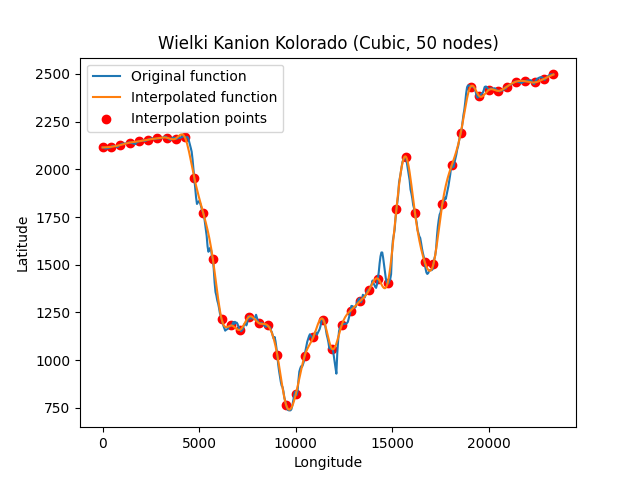 Wielki Kanion Kolorado (Cubic, 50 nodes)
Original function
Interpolated function
Interpolation points
2500
2250
2000
1750
1500
1250
1000
750
Latitude
0 5000 10000 15000 20000
Longitude